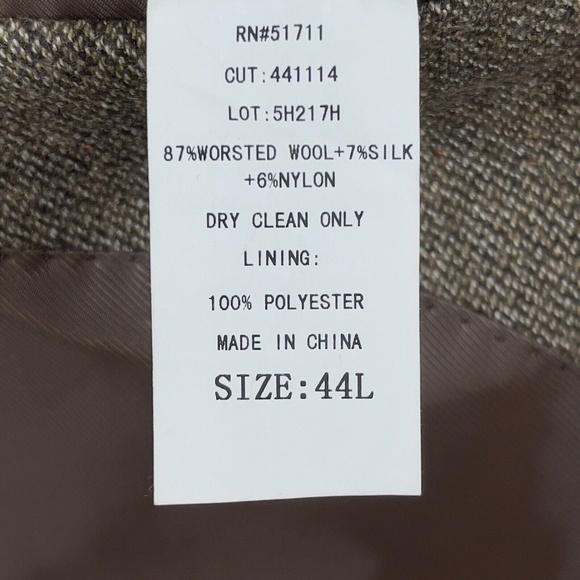 RN#51711
CUT:441114
LOT:5H217H
87%WORSTED WOOL+7%SILK
+6%NYLON
DRY CLEAN ONLY
LINING:
100% POLYESTER
MADE IN CHINA
SIZE:44L